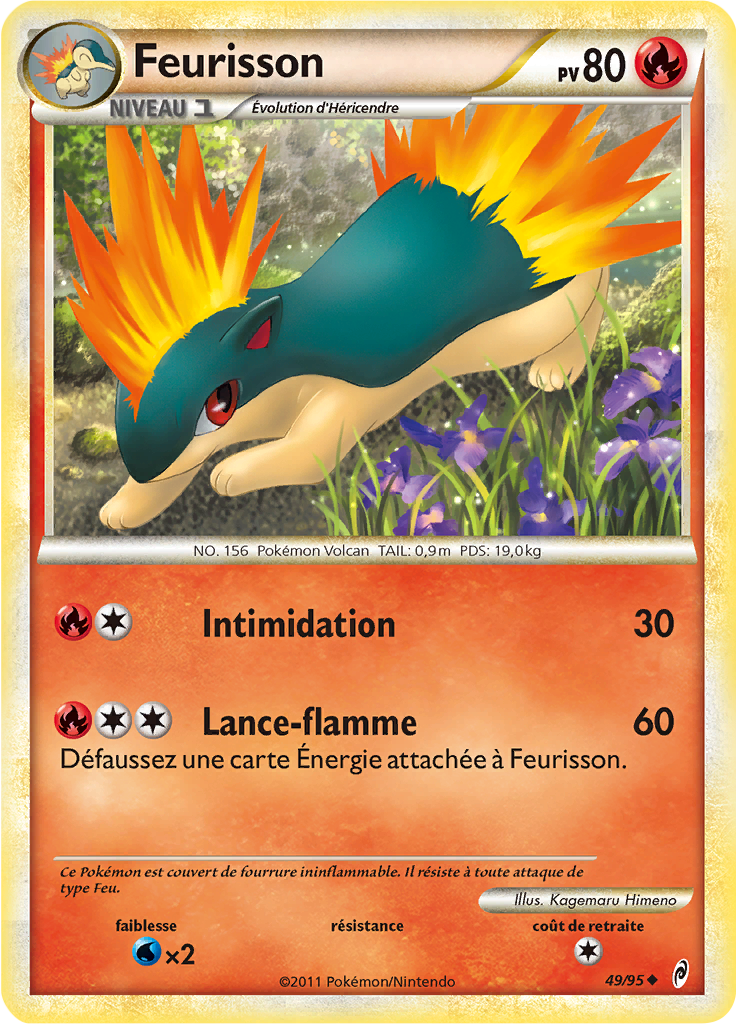 Feurisson
PV 80
NIVEAU 1
Évolution d'Héricendre
NO. 156 Pokémon Volcan TAIL: 0,9m PDS: 19,0kg
Intimidation 30
Lance-flamme 60
Défaussez une carte Énergie attachée à Feurisson.
Ce Pokémon est couvert de fourrure ininflammable. Il résiste à toute attaque de
type Feu.
Illus. Kagemaru Himeno
faiblesse résistance coût de retraite
×2
©2011 Pokémon/Nintendo
49/95